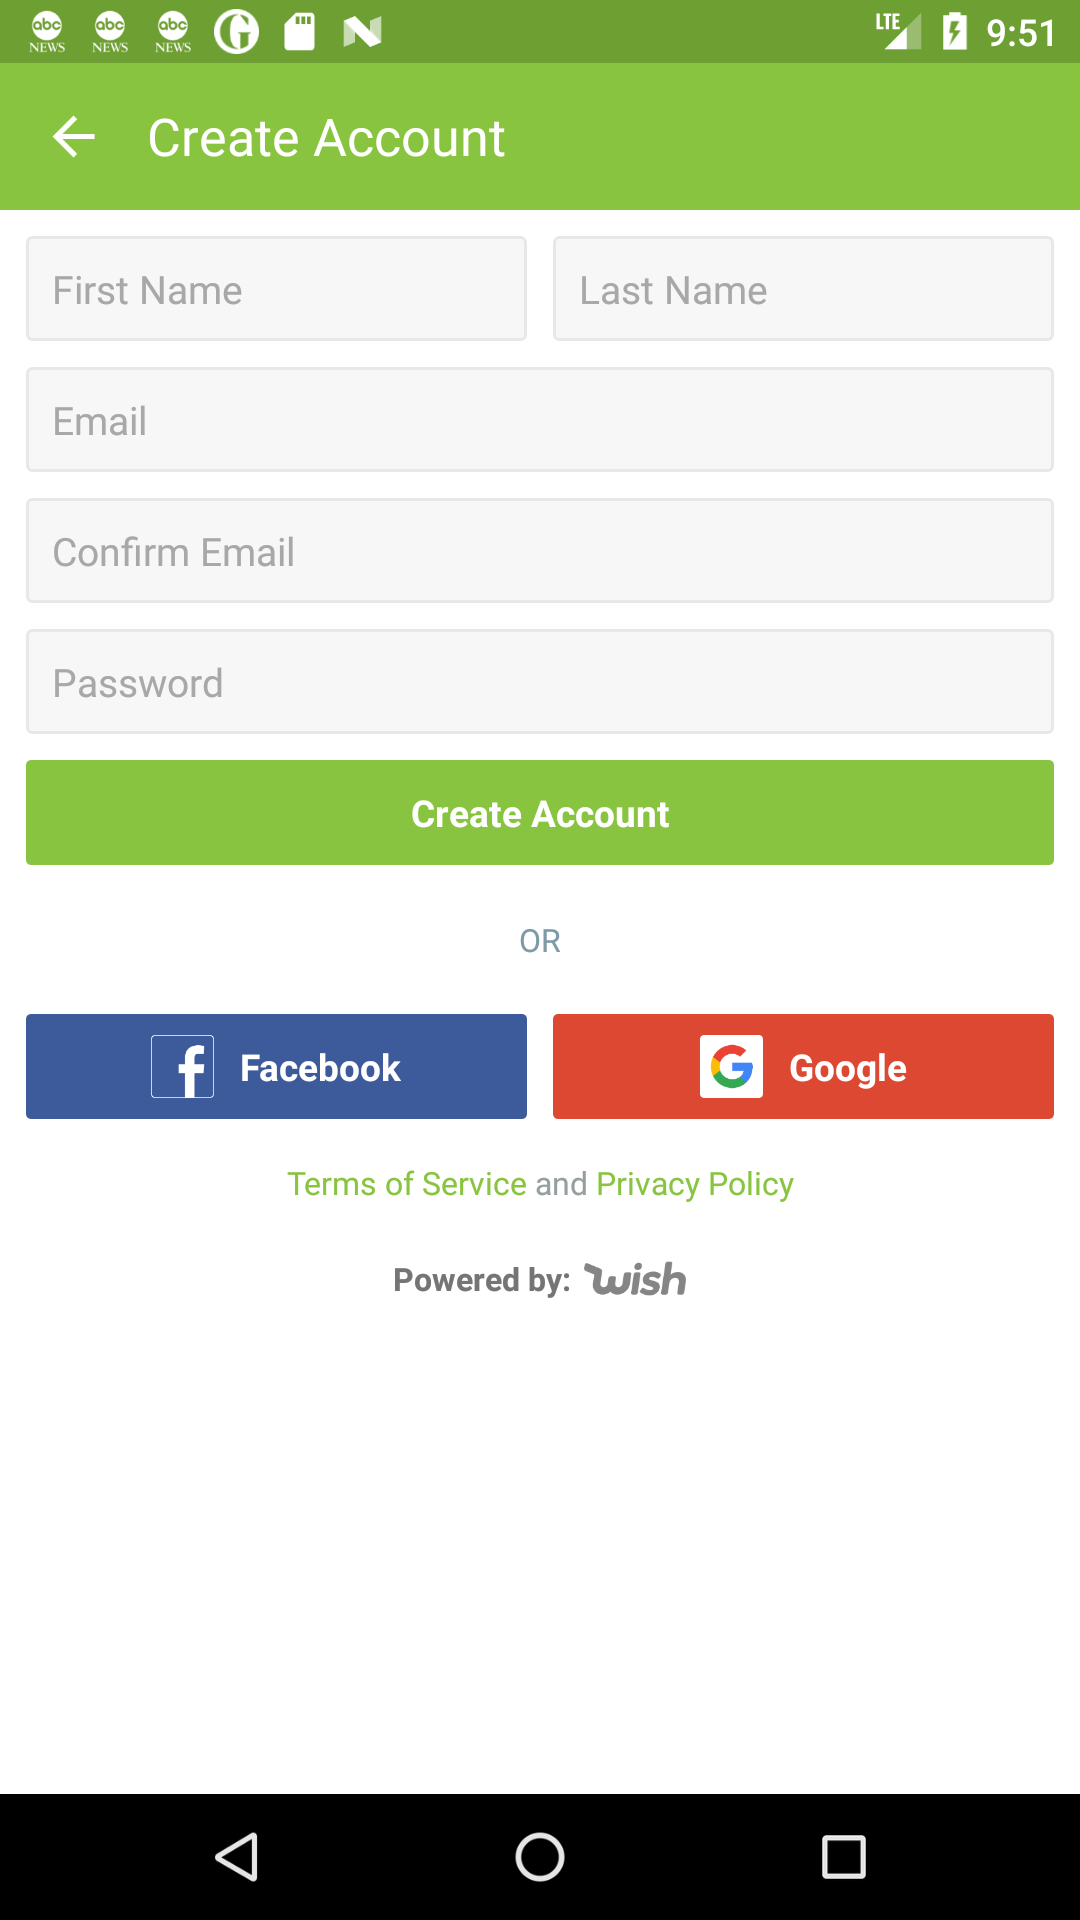 abc NEWS abc NEWS abc NEWS G LTE 9:51
Create Account
First Name Last Name
Email
Confirm Email
Password
Create Account
OR
Facebook Google
Terms of Service and Privacy Policy
Powered by: wish